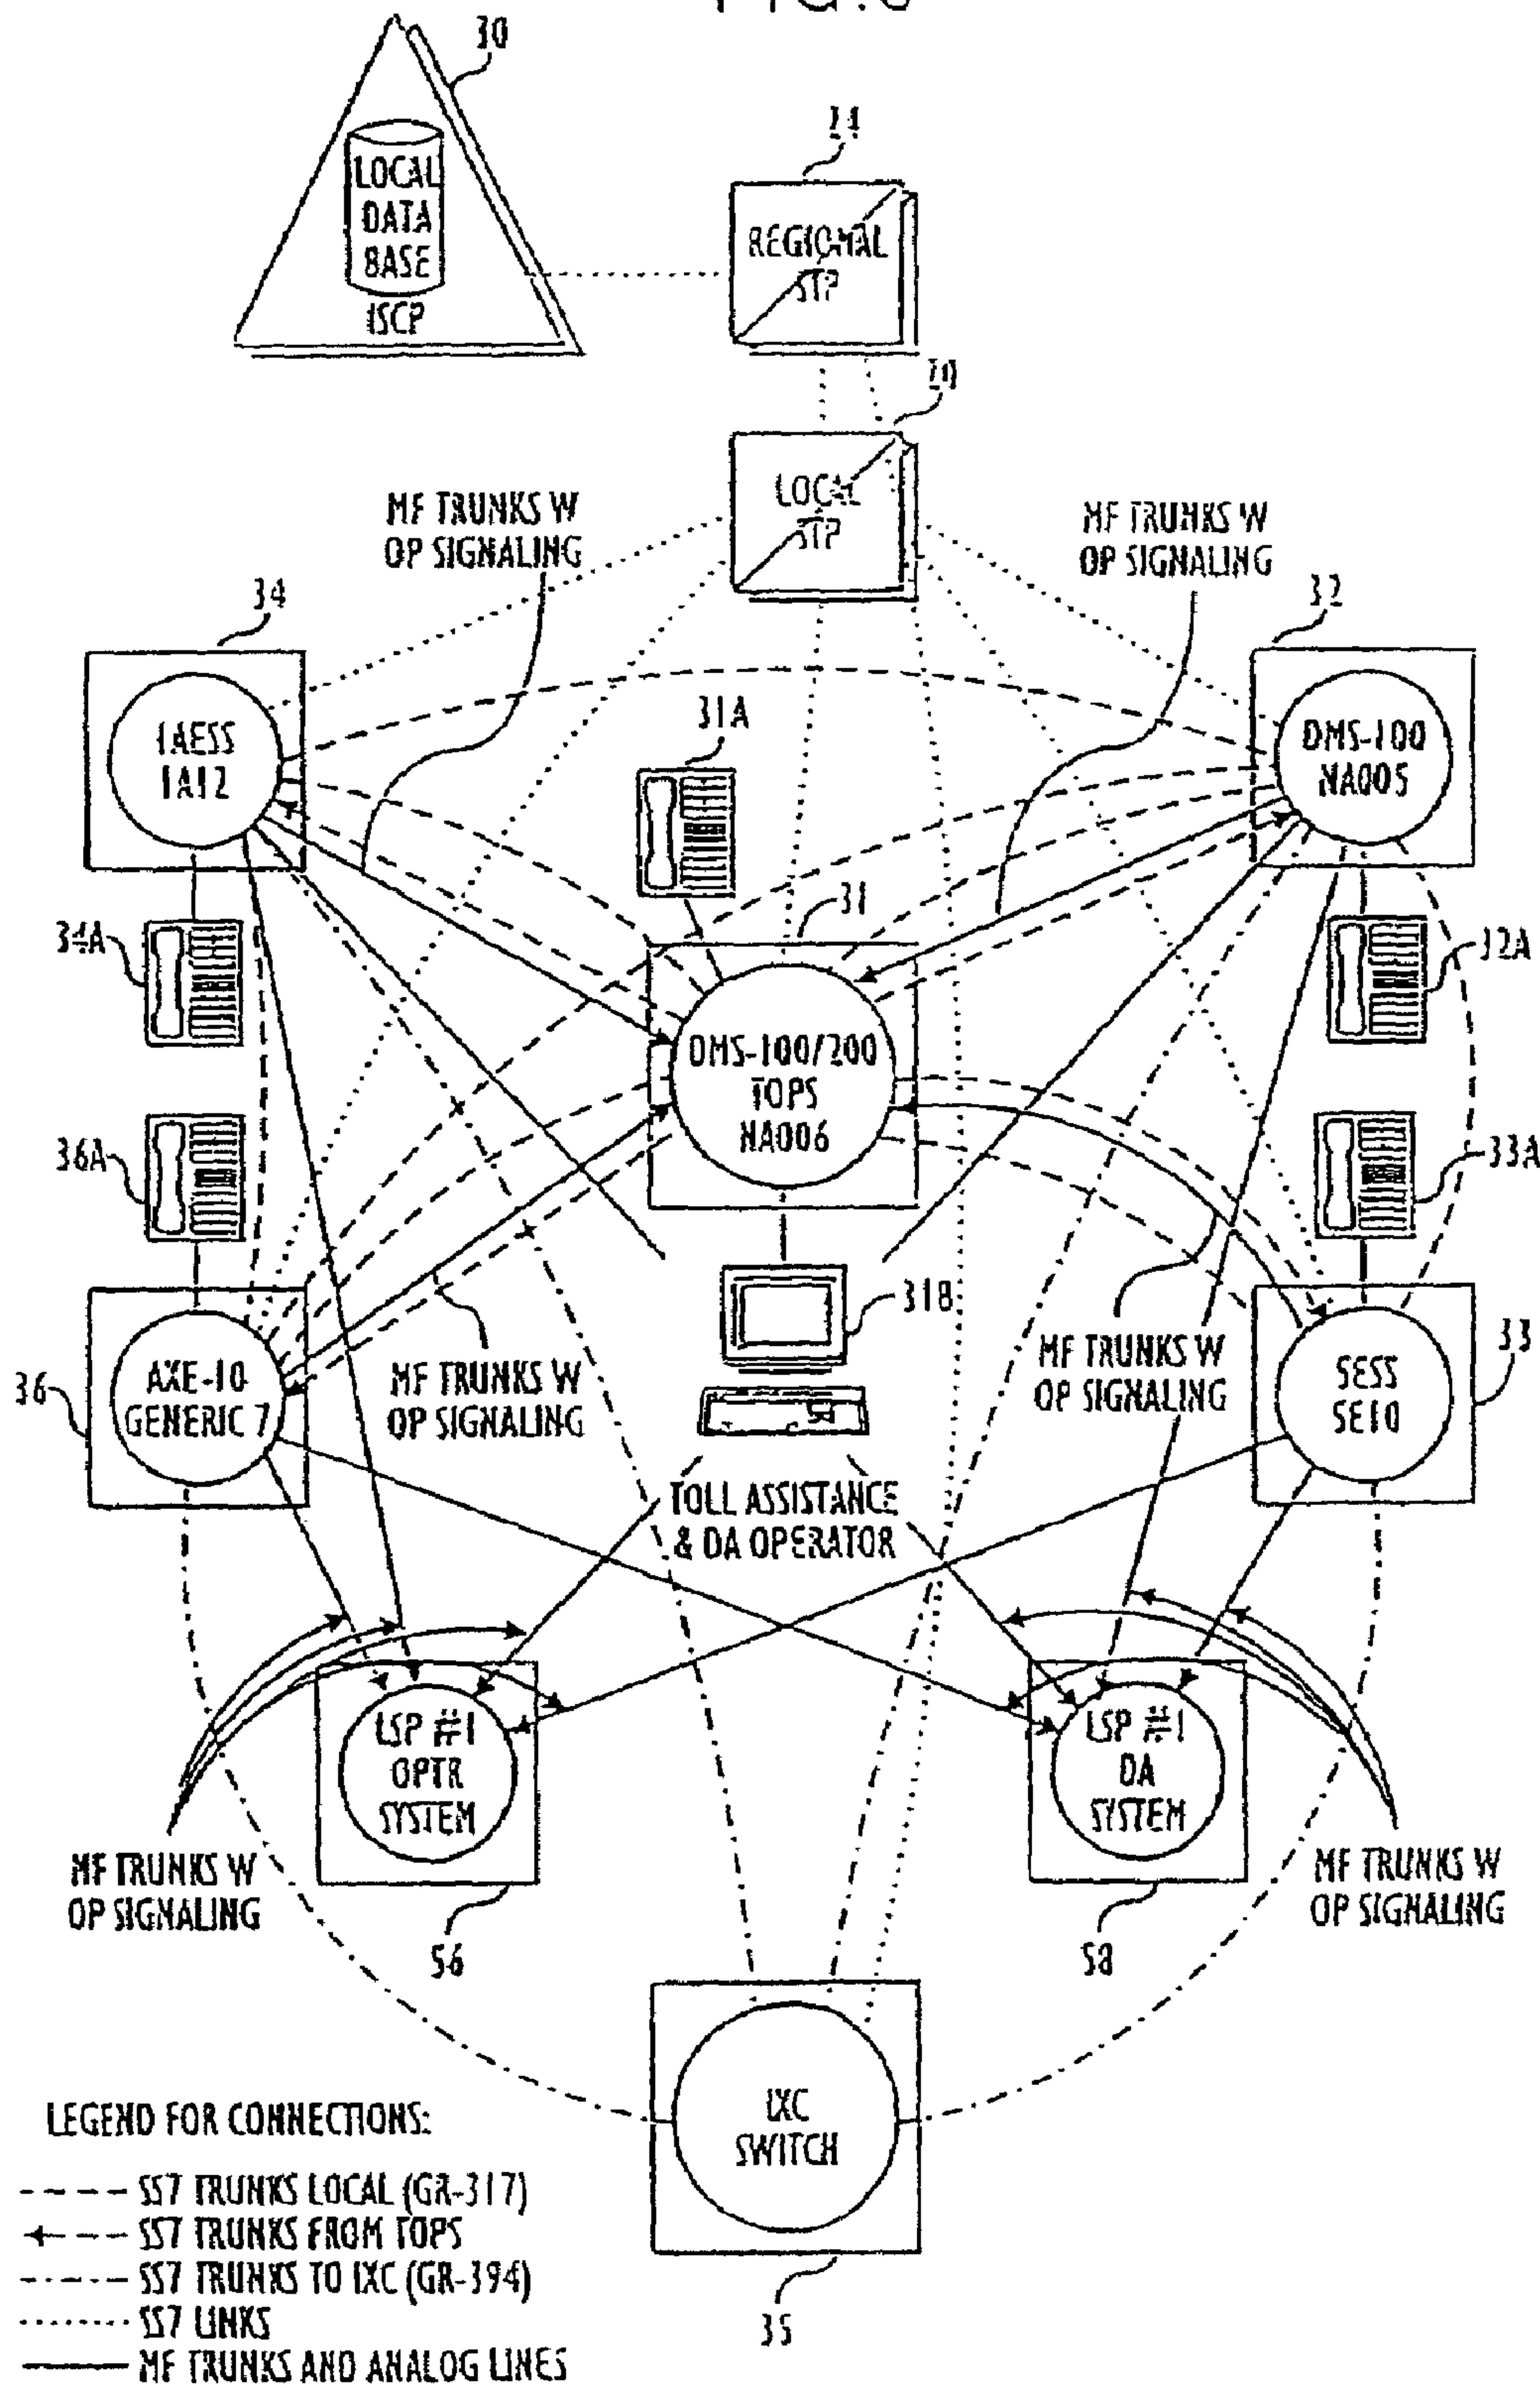 30
24
LOCAL
DATA
BASE
ISCP
REGIONAL
STP
20
LOCAL
STP
MF TRUNKS W
OP SIGNALING
MF TRUNKS W
OP SIGNALING
34
32
1AESS
1A12
31A
DMS-100
NA005
31
34A
32A
DMS-100/200
TOPS
NA006
36A
33A
31B
36
AXE-10
GENERIC 7
MF TRUNKS W
OP SIGNALING
MF TRUNKS W
OP SIGNALING
5ESS
5E10
33
TOLL ASSISTANCE
& DA OPERATOR
LSP #1
OPTR
SYSTEM
LSP #1
DA
SYSTEM
MF TRUNKS W
OP SIGNALING
MF TRUNKS W
OP SIGNALING
56
58
IXC
SWITCH
35
LEGEND FOR CONNECTIONS:
SS7 TRUNKS LOCAL (GR-317)
SS7 TRUNKS FROM TOPS
SS7 TRUNKS TO IXC (GR-394)
SS7 LINKS
MF TRUNKS AND ANALOG LINES